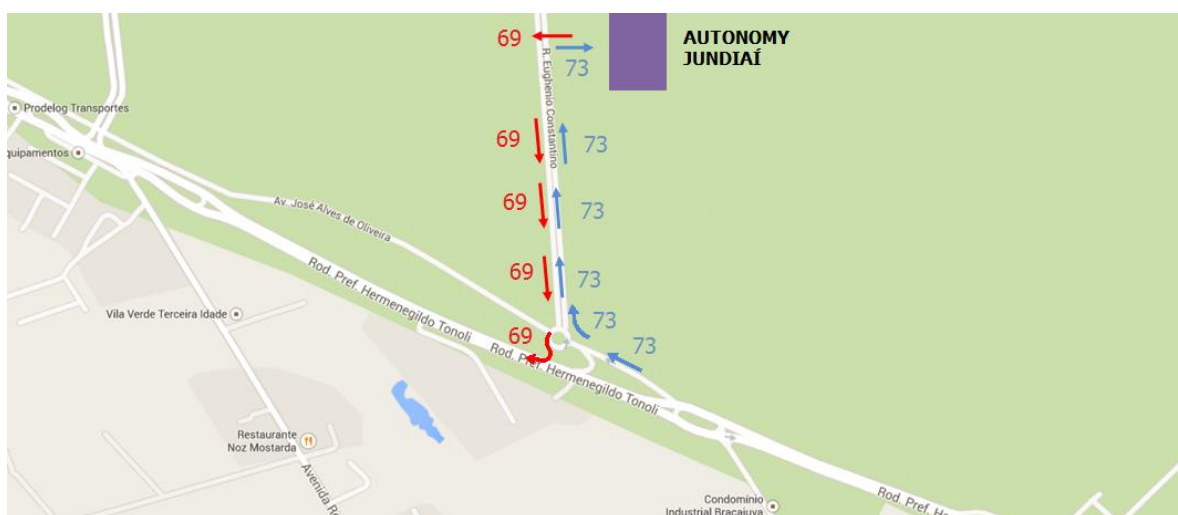 69
AUTONOMY
JUNDIAÍ
73
R. Eughenio Constantino
Prodelog Transportes
69
73
quipamentos
Av. José Alves de Oliveira
69
73
Rod. Pref. Hermenegildo Tonoli
69
73
Vila Verde Terceira Idade
69
73
73
Rod. Pref. Hermenegildo Tonoli
Restaurante
Noz Mostarda
Avenida
Rod. Pref.
Condomínio
Industrial Bracaiuva